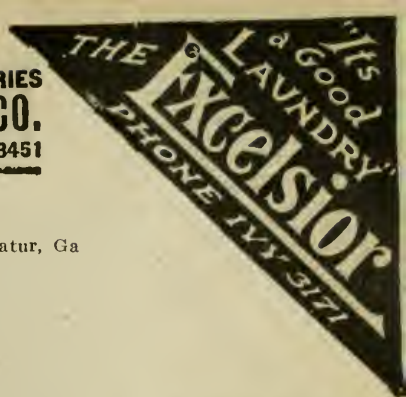 RIES
CO.
3451
atur, Ga
THE
Excelsior
"It's
a Good
LAUNDRY"
PHONE IVY 3171